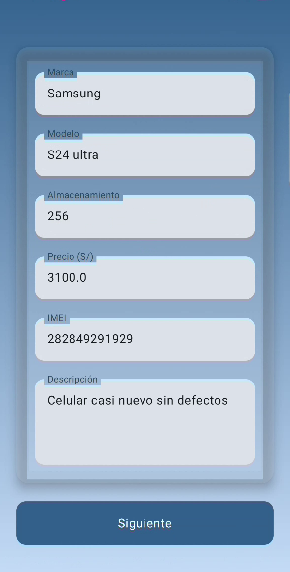 Marca
Samsung
Modelo
S24 ultra
Almacenamiento
256
Precio (S/)
3100.0
IMEI
282849291929
Descripción
Celular casi nuevo sin defectos
Siguiente